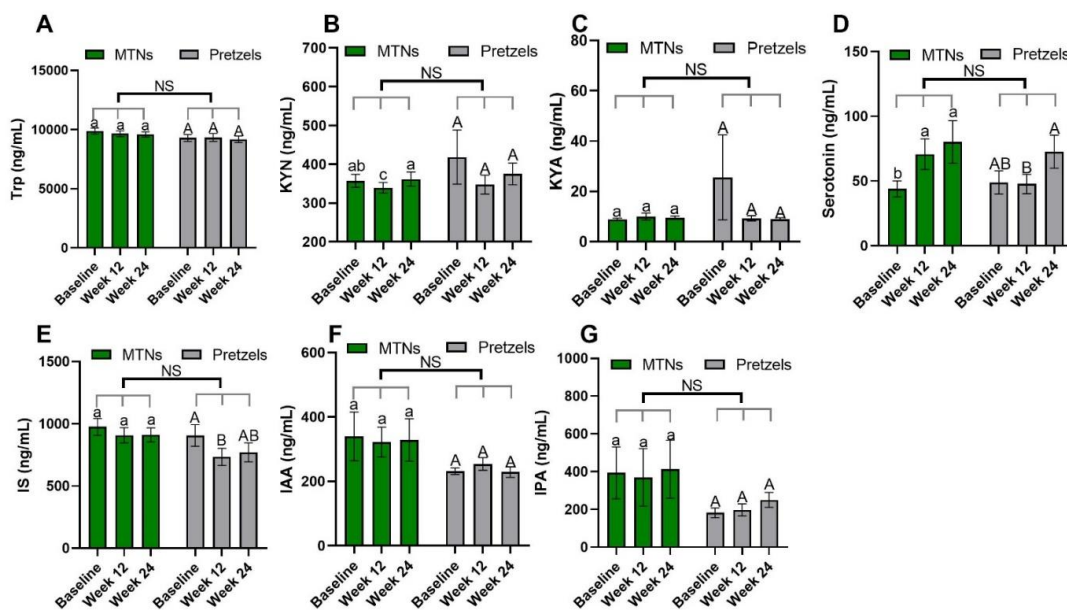 A
MTNs Pretzels
NS
15000
10000
5000
0
Trp (ng/mL)
a a a A A A
Baseline Week 12 Week 24 Baseline Week 12 Week 24
B
MTNs Pretzels
NS
700
600
500
400
300
200
KYN (ng/mL)
ab c a A A A
Baseline Week 12 Week 24 Baseline Week 12 Week 24
C
MTNs Pretzels
NS
80
60
40
20
0
KYA (ng/mL)
a a a A A A
Baseline Week 12 Week 24 Baseline Week 12 Week 24
D
MTNs Pretzels
NS
150
100
50
0
Serotonin (ng/mL)
b a a AB B A
Baseline Week 12 Week 24 Baseline Week 12 Week 24
E
MTNs Pretzels
NS
1500
1000
500
0
IS (ng/mL)
a a a A B AB
Baseline Week 12 Week 24 Baseline Week 12 Week 24
F
MTNs Pretzels
NS
600
400
200
0
IAA (ng/mL)
a a a A A A
Baseline Week 12 Week 24 Baseline Week 12 Week 24
G
MTNs Pretzels
NS
1000
800
600
400
200
0
IPA (ng/mL)
a a a A A A
Baseline Week 12 Week 24 Baseline Week 12 Week 24